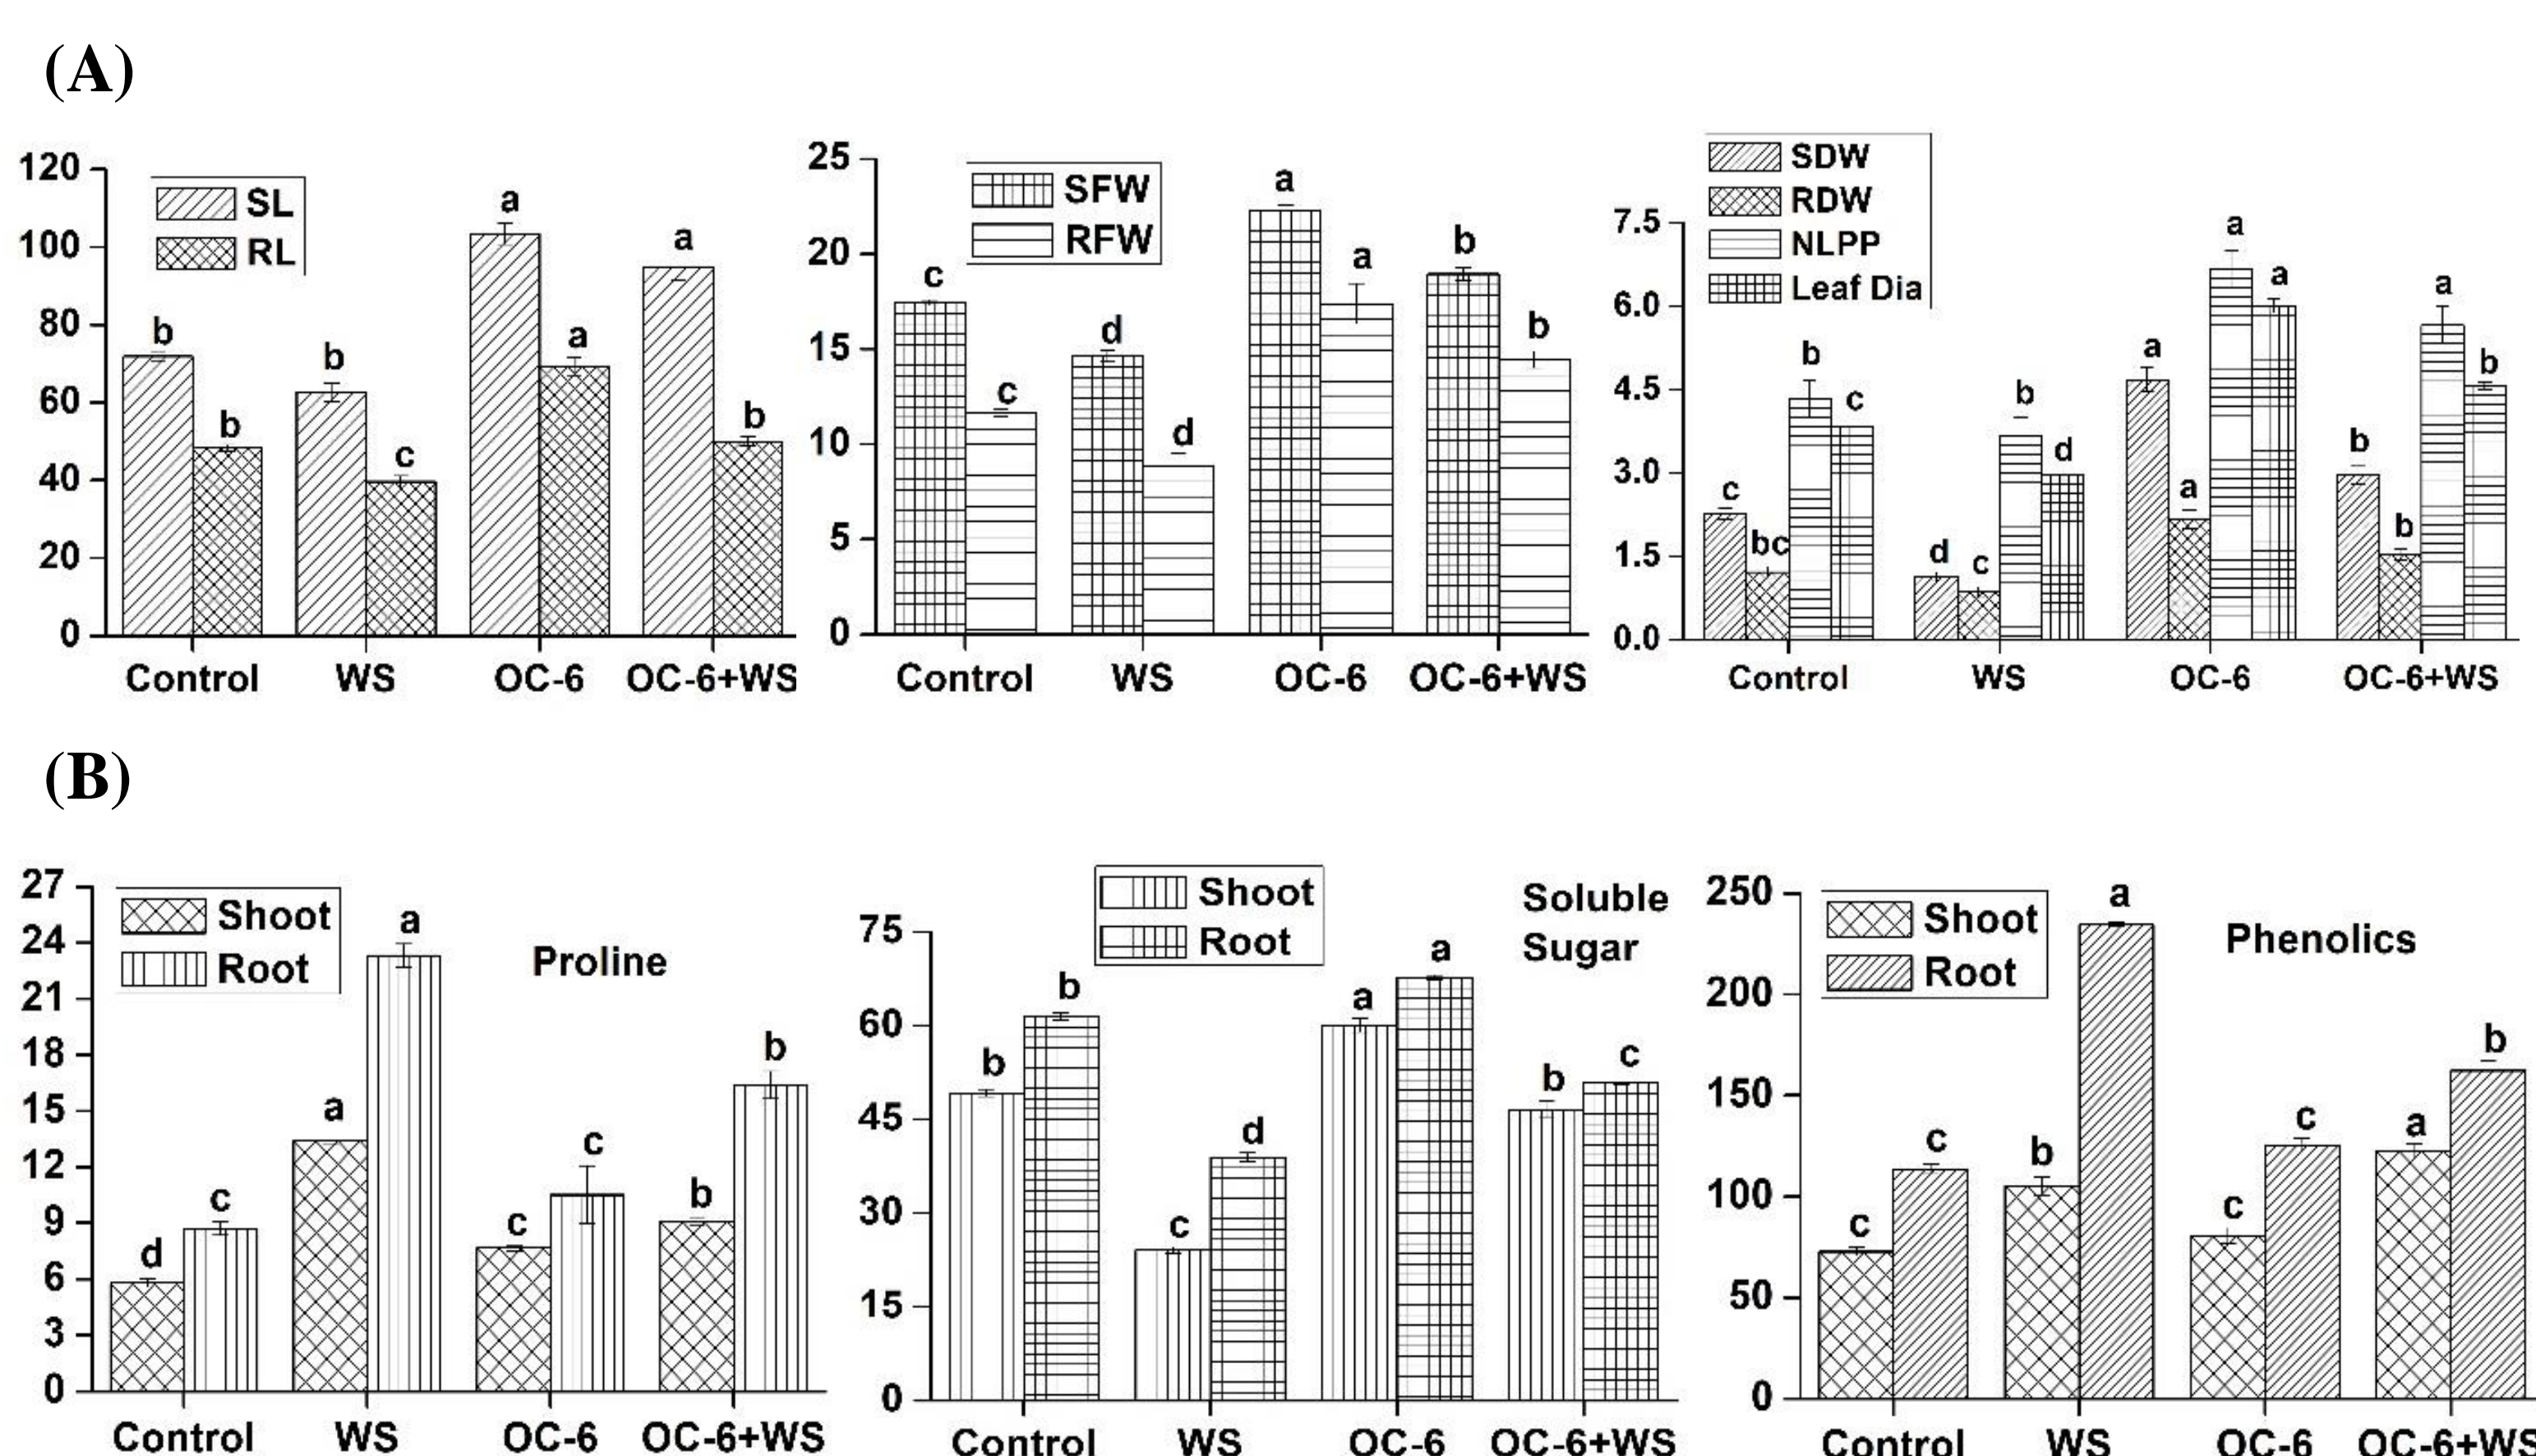 (A)
120
100
80
60
40
20
0
SL
RL
b
b
b
c
a
a
a
b
Control WS OC-6 OC-6+WS
25
20
15
10
5
0
SFW
RFW
c
c
d
d
a
a
b
b
Control WS OC-6 OC-6+WS
7.5
6.0
4.5
3.0
1.5
0.0
SDW
RDW
NLPP
Leaf Dia
c
bc
b
c
d
c
b
d
a
a
a
a
b
b
a
b
Control WS OC-6 OC-6+WS
(B)
27
24
21
18
15
12
9
6
3
0
Shoot
Root
Proline
d
c
a
a
c
c
b
b
Control WS OC-6 OC-6+WS
75
60
45
30
15
0
Shoot
Root
Soluble
Sugar
b
b
c
d
a
a
b
c
Control WS OC-6 OC-6+WS
250
200
150
100
50
0
Shoot
Root
Phenolics
c
c
b
a
c
c
a
b
Control WS OC-6 OC-6+WS